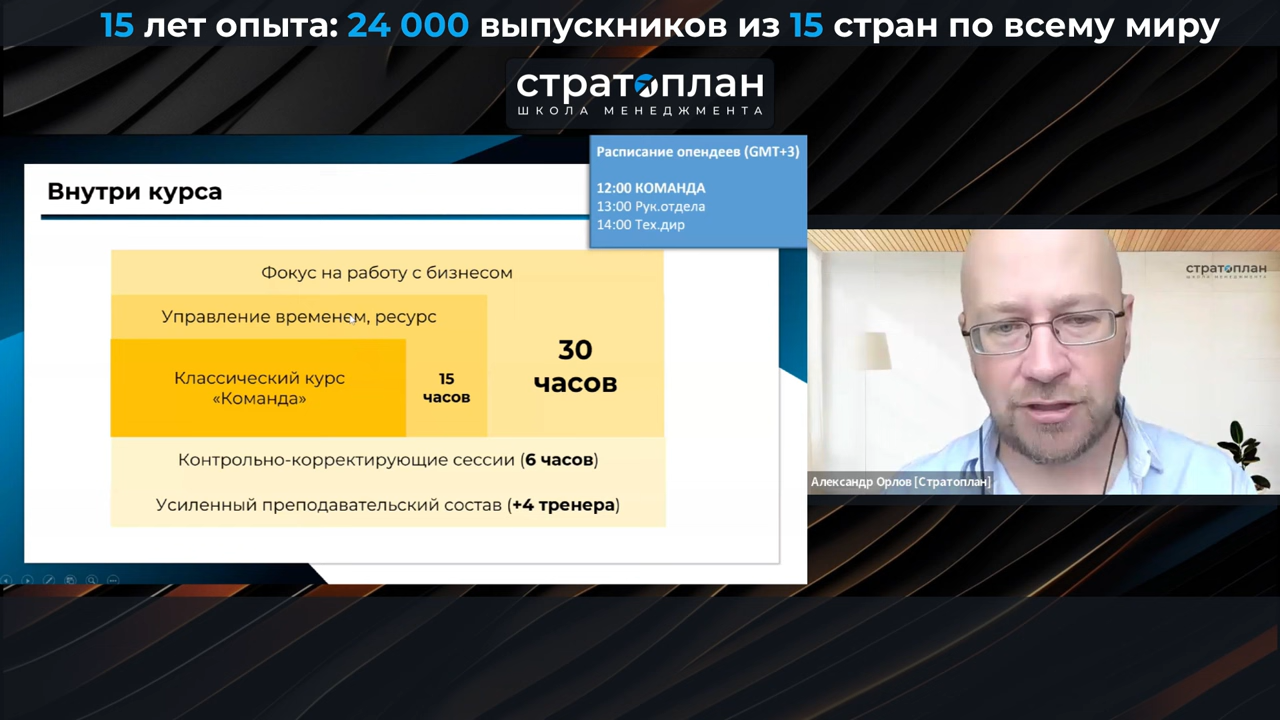 15 лет опыта: 24 000 выпускников из 15 стран по всему миру
стратоплан
ШКОЛА МЕНЕДЖМЕНТА
Внутри курса
Расписание опендеев (GMT+3)
12:00 КОМАНДА
13:00 Рук.отдела
14:00 Тех.дир
Фокус на работу с бизнесом
Управление временем, ресурс
Классический курс
«Команда»
15
часов
30
часов
Контрольно-корректирующие сессии (6 часов)
Усиленный преподавательский состав (+4 тренера)
стратоплан
ШКОЛА МЕНЕДЖМЕНТА
Александр Орлов [Стратоплан]